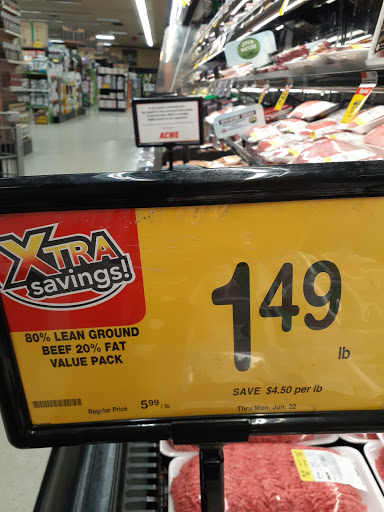 ACME
XTRA
savings!
80% LEAN GROUND
BEEF 20% FAT
VALUE PACK
1 49
lb
SAVE $4.50 per lb
Regular Price 5 99 / lb
Thru Mon. Jun. 22